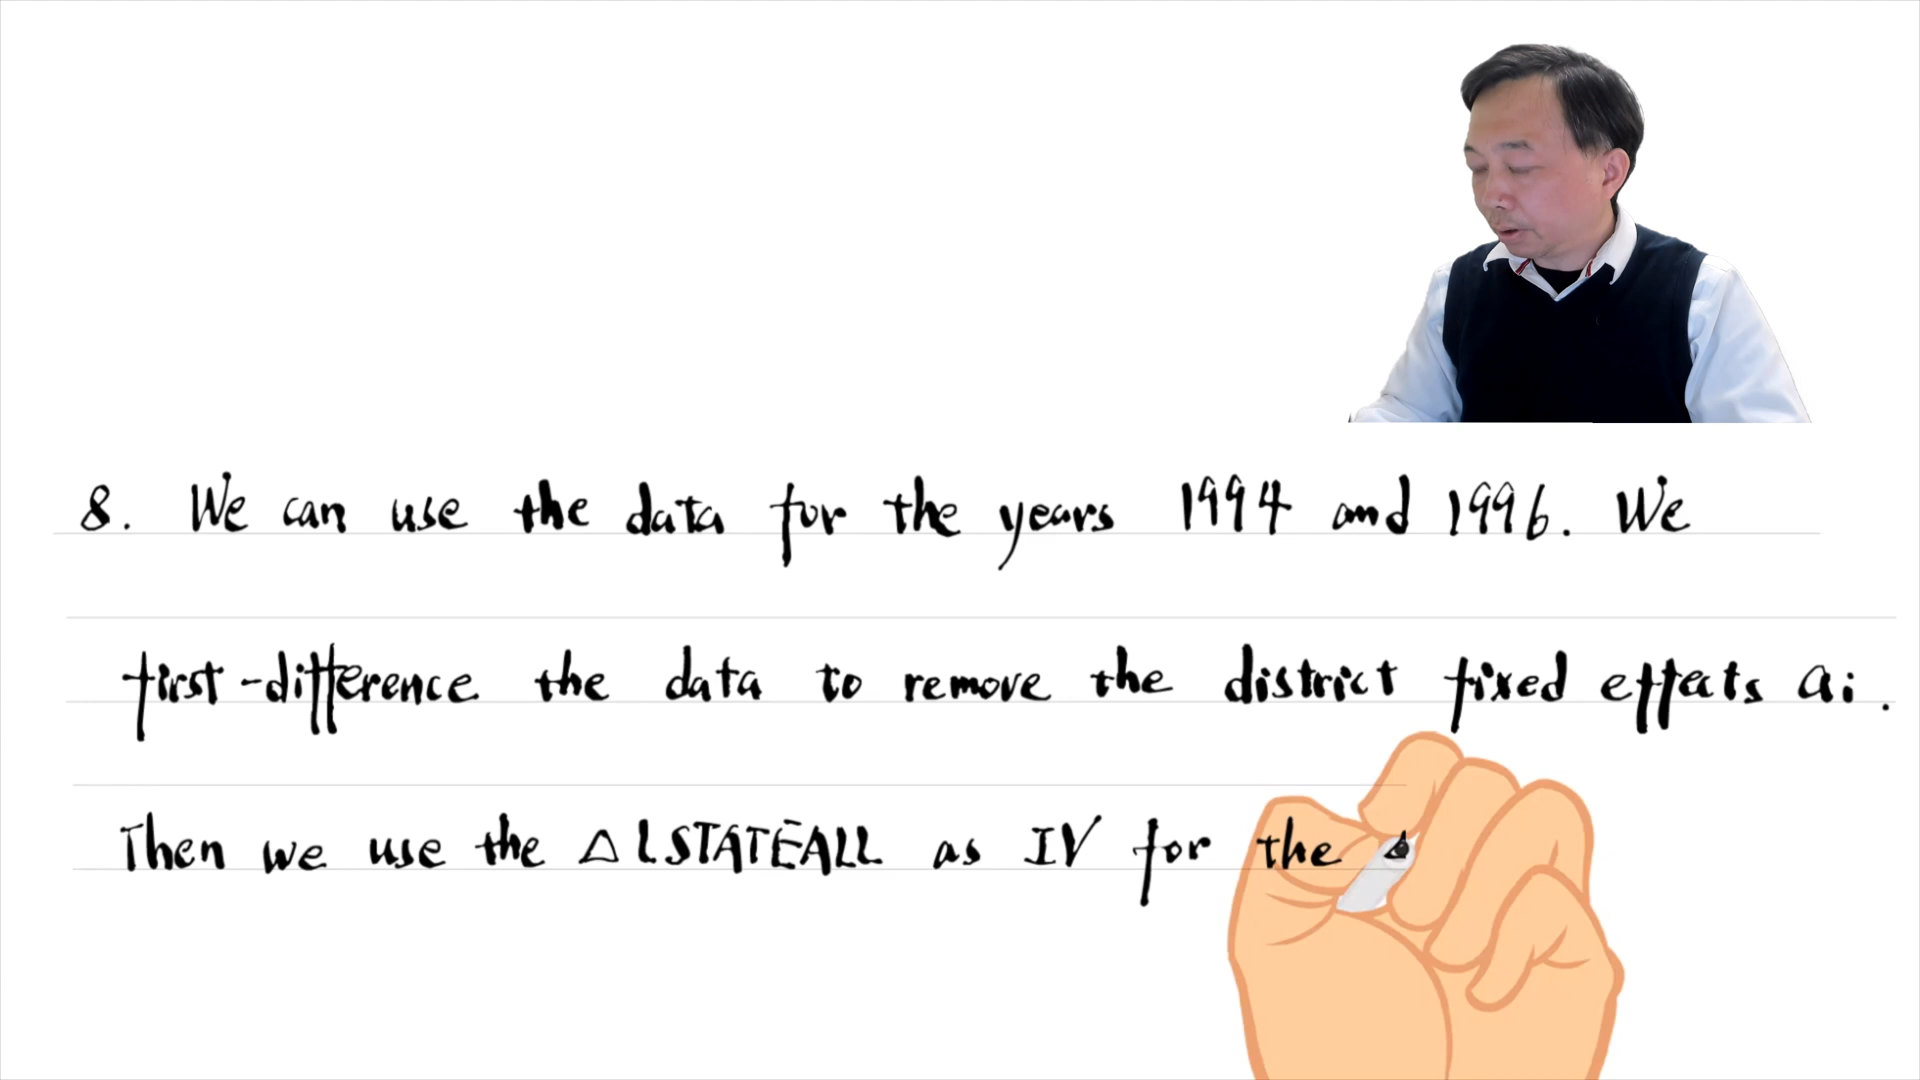 8. We can use the data for the years 1994 and 1996. We
first-difference the data to remove the district fixed effects ai.
Then we use the △LSTATEALL as IV for the △